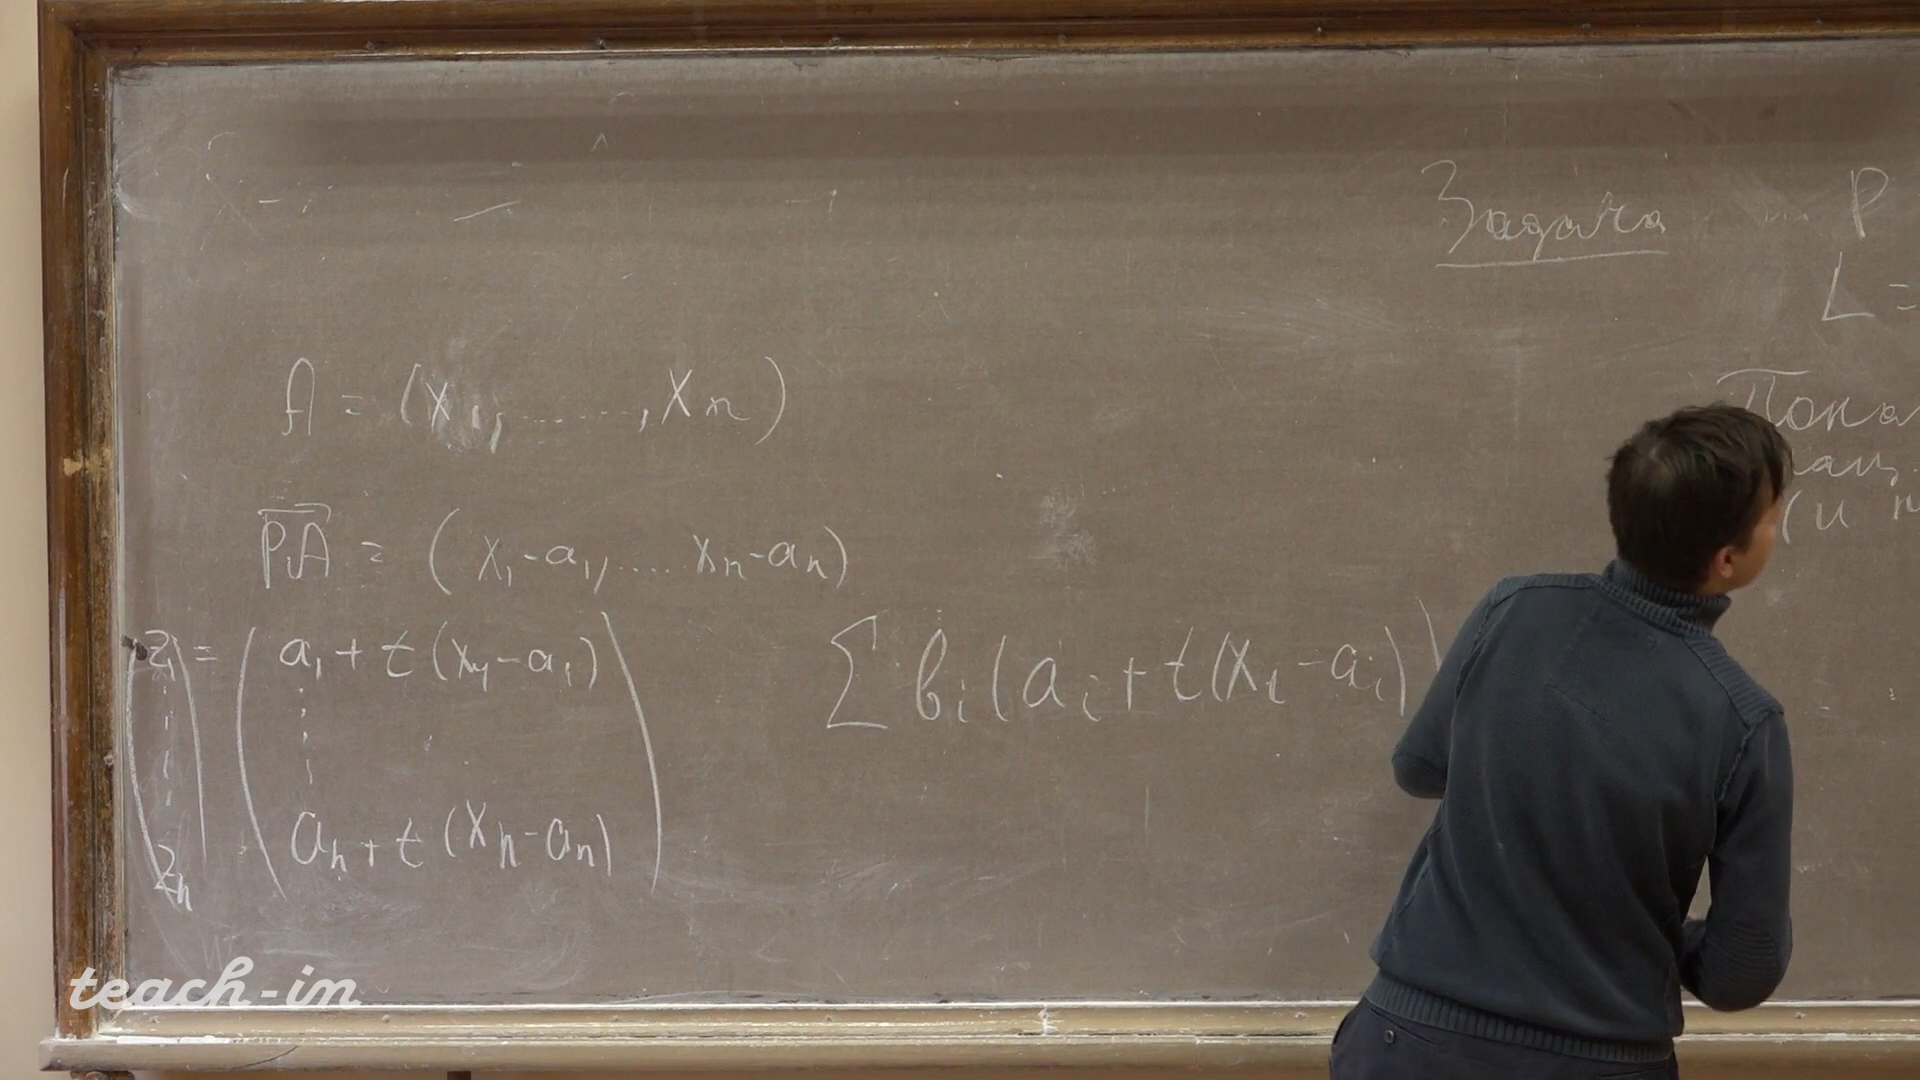 Задача P
L =
A = (x₁, ......, xₙ)
P₁A = (x₁-a₁, .... xₙ-aₙ)
z₁ = a₁ + t(x₁-a₁)
zₙ aₙ + t(xₙ-aₙ)
∑ bᵢ(aᵢ + t(xᵢ-aᵢ))
teach-in